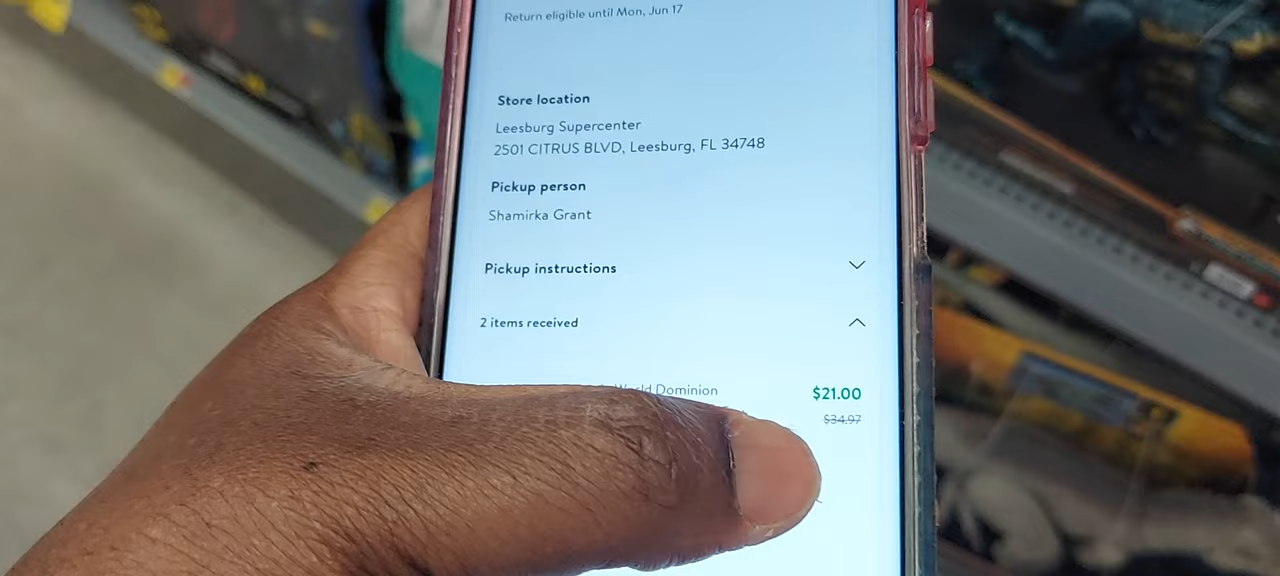 Return eligible until Mon, Jun 17
Store location
Leesburg Supercenter
2501 CITRUS BLVD, Leesburg, FL 34748
Pickup person
Shamirka Grant
Pickup instructions
2 items received
World Dominion
$21.00
$34.97